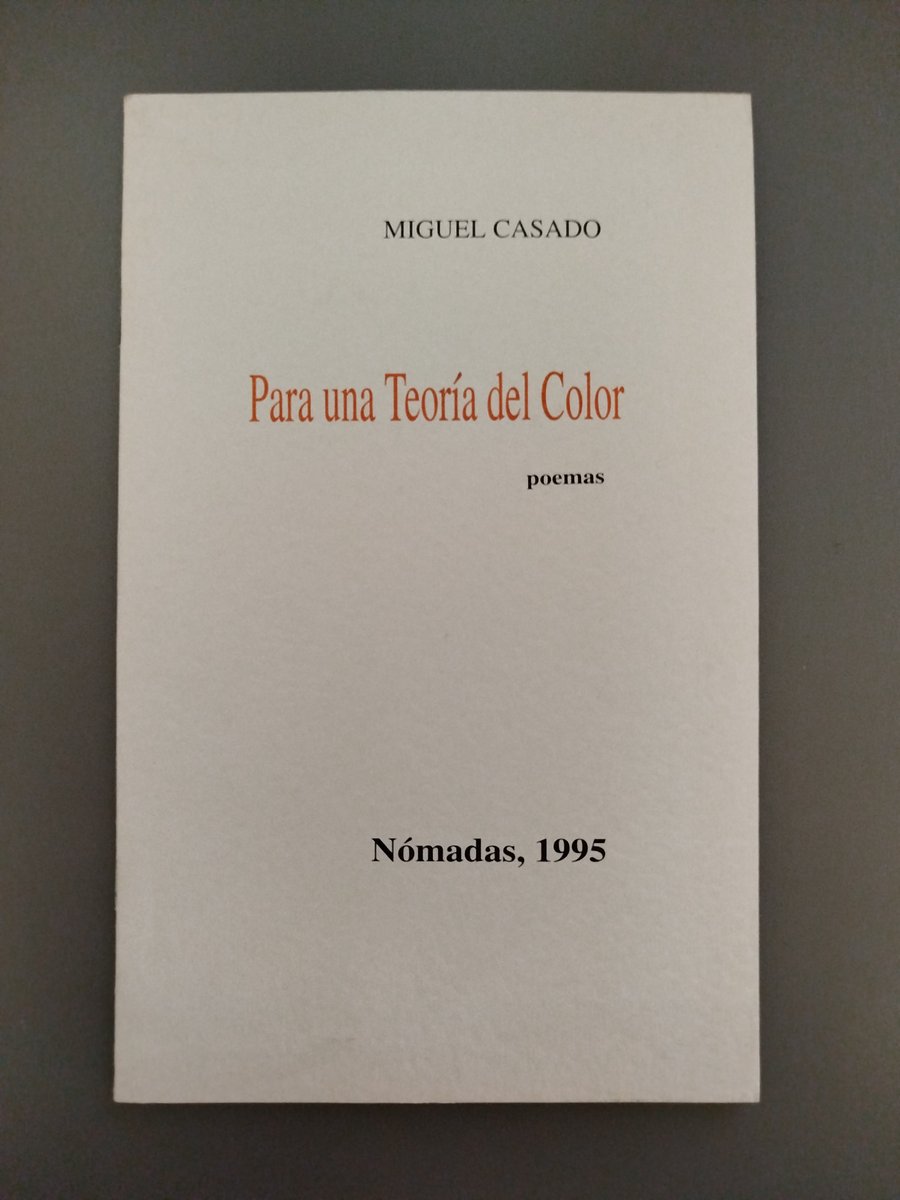 MIGUEL CASADO
Para una Teoría del Color
poemas
Nómadas, 1995